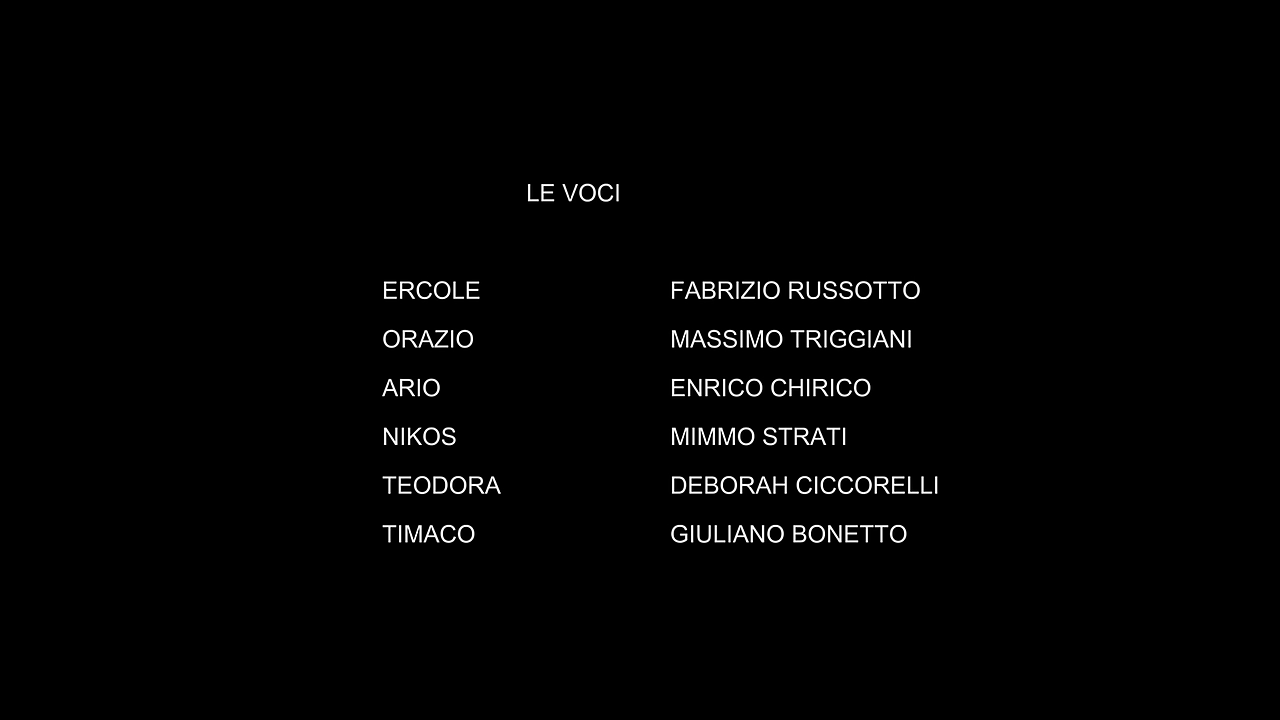 LE VOCI
ERCOLE FABRIZIO RUSSOTTO
ORAZIO MASSIMO TRIGGIANI
ARIO ENRICO CHIRICO
NIKOS MIMMO STRATI
TEODORA DEBORAH CICCORELLI
TIMACO GIULIANO BONETTO